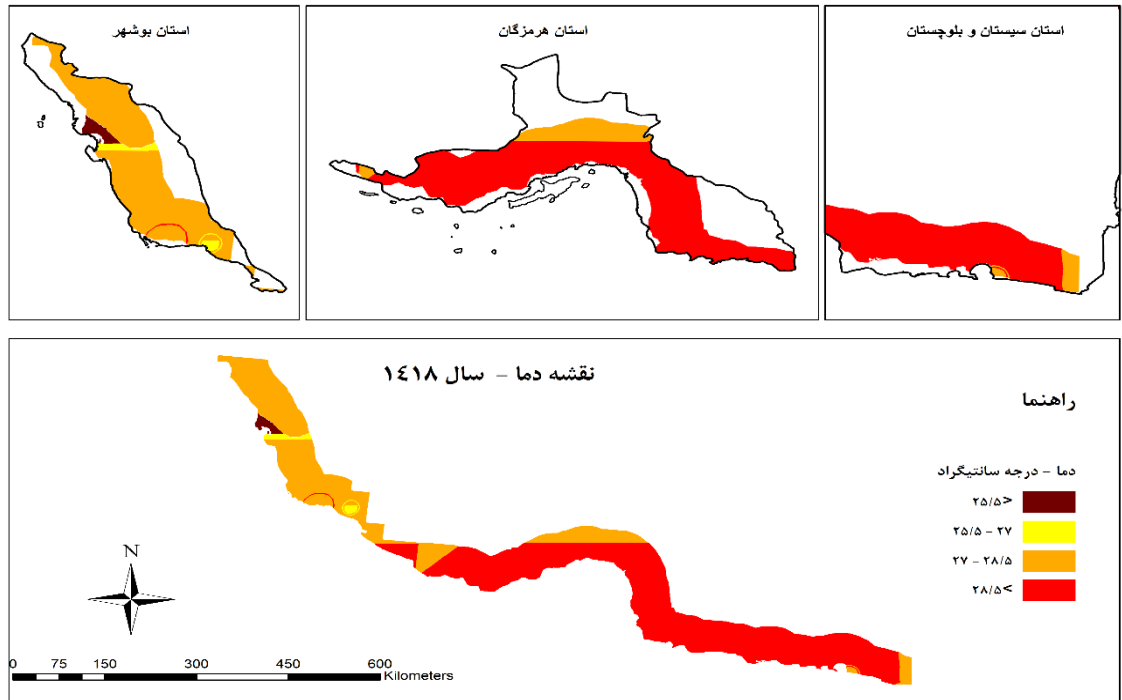 استان بوشهر
استان هرمزگان
استان سیستان و بلوچستان
نقشه دما - سال ۱٤۱۸
راهنما
دما - درجه سانتیگراد
۲۵/۵>
۲۵/۵ - ۲۷
۲۷ - ۲۸/۵
۲۸/۵<
N
0 75 150 300 450 600
Kilometers